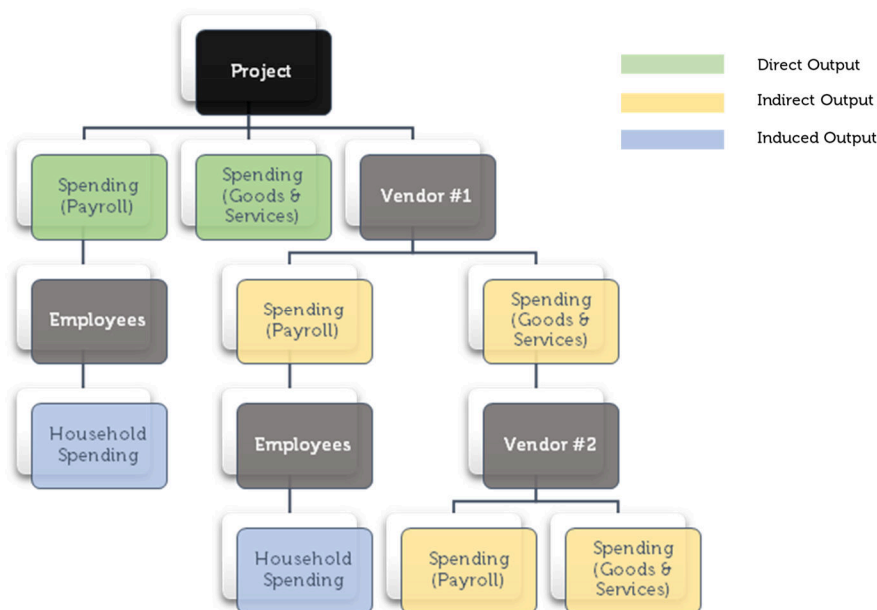 Project
Direct Output
Indirect Output
Induced Output
Spending
(Payroll)
Spending
(Goods &
Services)
Vendor #1
Employees
Spending
(Payroll)
Spending
(Goods &
Services)
Household
Spending
Employees
Vendor #2
Household
Spending
Spending
(Payroll)
Spending
(Goods &
Services)